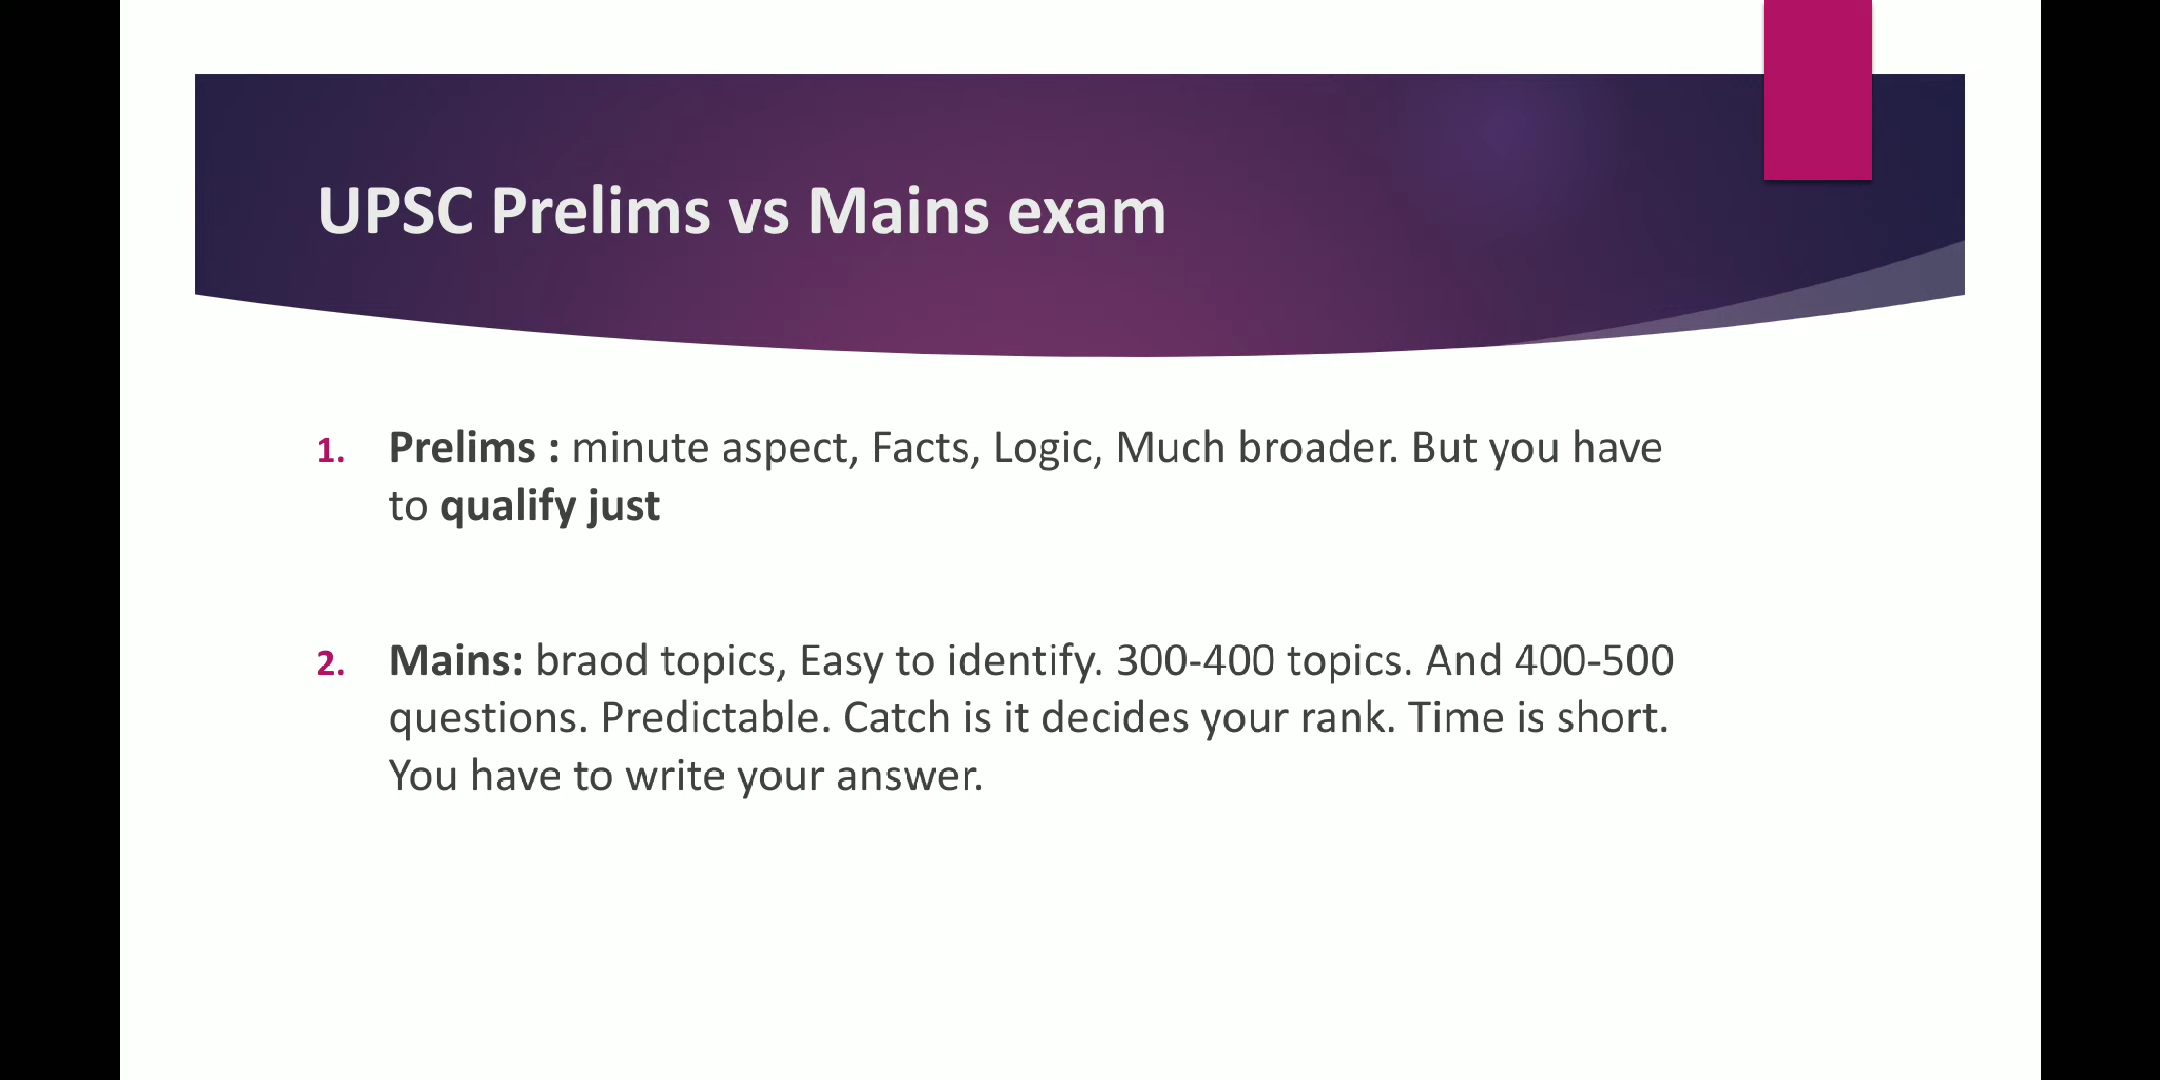 UPSC Prelims vs Mains exam
1. Prelims : minute aspect, Facts, Logic, Much broader. But you have
to qualify just
2. Mains: braod topics, Easy to identify. 300-400 topics. And 400-500
questions. Predictable. Catch is it decides your rank. Time is short.
You have to write your answer.